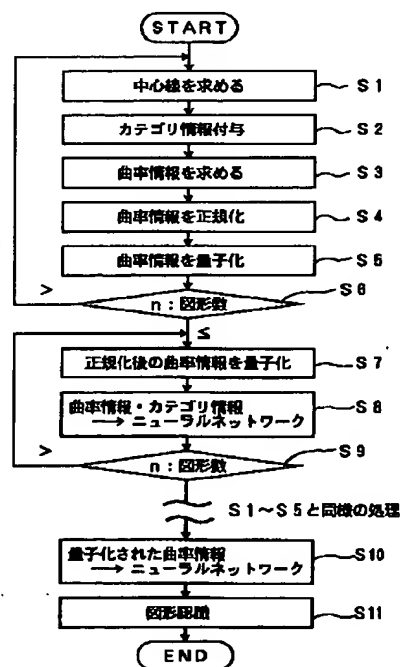 START
中心線を求める S1
カテゴリ情報付与 S2
曲率情報を求める S3
曲率情報を正規化 S4
曲率情報を量子化 S5
> n:図形数 S6
≤
正規化後の曲率情報を量子化 S7
曲率情報・カテゴリ情報 S8
→ ニューラルネットワーク
> n:図形数 S9
S1~S5と同様の処理
量子化された曲率情報 S10
→ ニューラルネットワーク
図形認識 S11
END